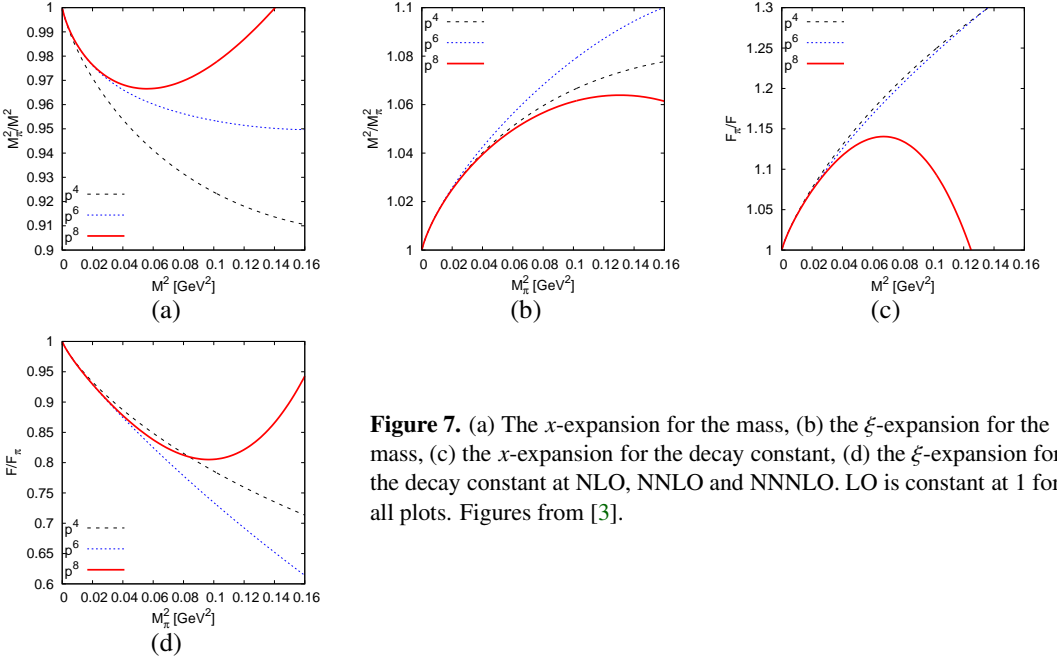 1
0.99
0.98
0.97
0.96
0.95
0.94
0.93
0.92
0.91
0.9
M_π^2/M^2
p^4
p^6
p^8
0 0.02 0.04 0.06 0.08 0.1 0.12 0.14 0.16
M^2 [GeV^2]
(a)
1.1
1.08
1.06
1.04
1.02
1
M^2/M_π^2
p^4
p^6
p^8
0 0.02 0.04 0.06 0.08 0.1 0.12 0.14 0.16
M_π^2 [GeV^2]
(b)
1.3
1.25
1.2
1.15
1.1
1.05
1
F_π/F
p^4
p^6
p^8
0 0.02 0.04 0.06 0.08 0.1 0.12 0.14 0.16
M^2 [GeV^2]
(c)
1
0.95
0.9
0.85
0.8
0.75
0.7
0.65
0.6
F/F_π
p^4
p^6
p^8
0 0.02 0.04 0.06 0.08 0.1 0.12 0.14 0.16
M_π^2 [GeV^2]
(d)
Figure 7. (a) The x-expansion for the mass, (b) the ξ-expansion for the
mass, (c) the x-expansion for the decay constant, (d) the ξ-expansion for
the decay constant at NLO, NNLO and NNNLO. LO is constant at 1 for
all plots. Figures from [3].